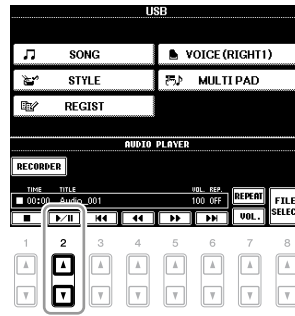 USB
SONG VOICE(RIGHT1)
STYLE MULTI PAD
REGIST
AUDIO PLAYER
RECORDER
TIME TITLE VOL. REP.
00:00 Audio_001 100 OFF REPEAT FILE
VOL. SELEC
1 2 3 4 5 6 7 8